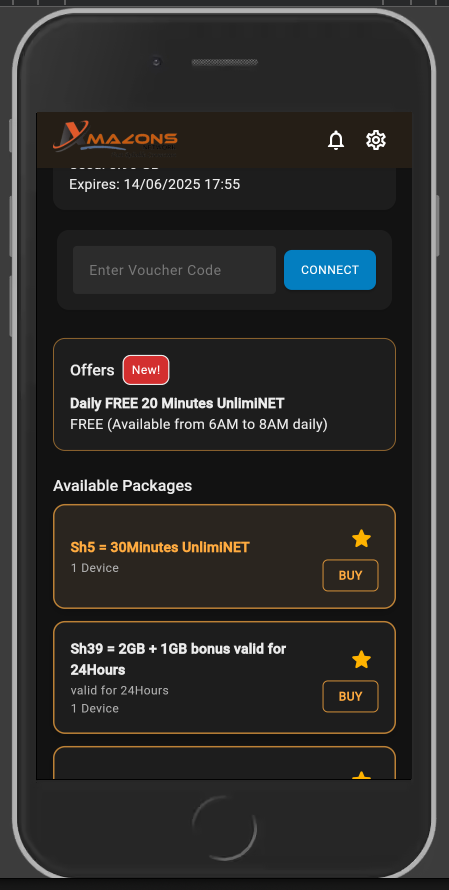 MAZONS
Expires: 14/06/2025 17:55
Enter Voucher Code
CONNECT
Offers
New!
Daily FREE 20 Minutes UnlimiNET
FREE (Available from 6AM to 8AM daily)
Available Packages
Sh5 = 30Minutes UnlimiNET
1 Device
BUY
Sh39 = 2GB + 1GB bonus valid for
24Hours
valid for 24Hours
1 Device
BUY